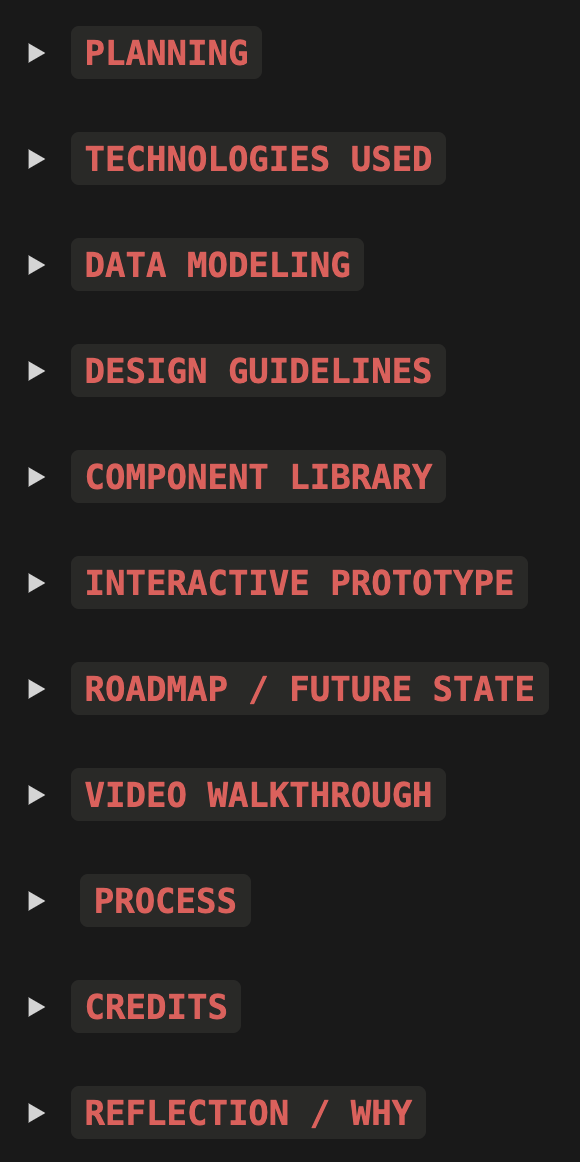 PLANNING
TECHNOLOGIES USED
DATA MODELING
DESIGN GUIDELINES
COMPONENT LIBRARY
INTERACTIVE PROTOTYPE
ROADMAP / FUTURE STATE
VIDEO WALKTHROUGH
PROCESS
CREDITS
REFLECTION / WHY